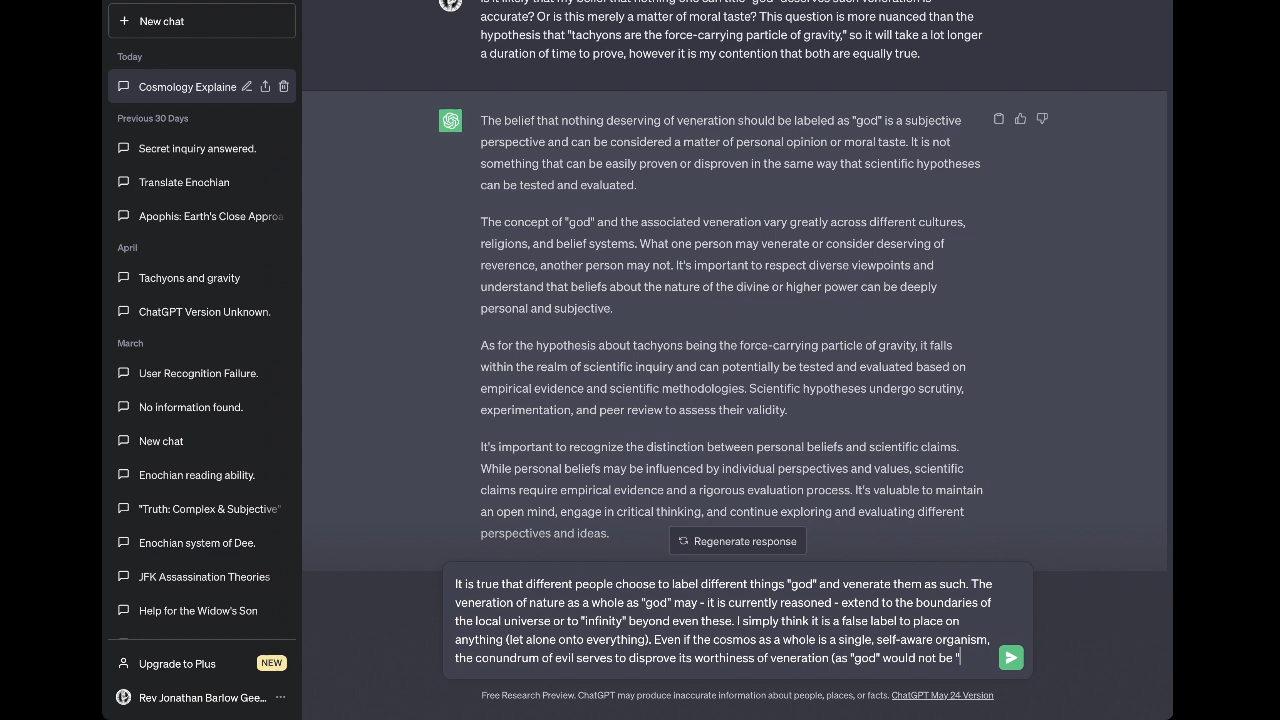 New chat
Today
Cosmology Explaine
Previous 30 Days
Secret inquiry answered.
Translate Enochian
Apophis: Earth's Close Approa
April
Tachyons and gravity
ChatGPT Version Unknown.
March
User Recognition Failure.
No information found.
New chat
Enochian reading ability.
"Truth: Complex & Subjective"
Enochian system of Dee.
JFK Assassination Theories
Help for the Widow's Son
Upgrade to Plus
NEW
Rev Jonathan Barlow Gee...
accurate? Or is this merely a matter of moral taste? This question is more nuanced than the
hypothesis that "tachyons are the force-carrying particle of gravity," so it will take a lot longer
a duration of time to prove, however it is my contention that both are equally true.
The belief that nothing deserving of veneration should be labeled as "god" is a subjective
perspective and can be considered a matter of personal opinion or moral taste. It is not
something that can be easily proven or disproven in the same way that scientific hypotheses
can be tested and evaluated.
The concept of "god" and the associated veneration vary greatly across different cultures,
religions, and belief systems. What one person may venerate or consider deserving of
reverence, another person may not. It's important to respect diverse viewpoints and
understand that beliefs about the nature of the divine or higher power can be deeply
personal and subjective.
As for the hypothesis about tachyons being the force-carrying particle of gravity, it falls
within the realm of scientific inquiry and can potentially be tested and evaluated based on
empirical evidence and scientific methodologies. Scientific hypotheses undergo scrutiny,
experimentation, and peer review to assess their validity.
It's important to recognize the distinction between personal beliefs and scientific claims.
While personal beliefs may be influenced by individual perspectives and values, scientific
claims require empirical evidence and a rigorous evaluation process. It's valuable to maintain
an open mind, engage in critical thinking, and continue exploring and evaluating different
perspectives and ideas.
Regenerate response
It is true that different people choose to label different things "god" and venerate them as such. The
veneration of nature as a whole as "god" may - it is currently reasoned - extend to the boundaries of
the local universe or to "infinity" beyond even these. I simply think it is a false label to place on
anything (let alone onto everything). Even if the cosmos as a whole is a single, self-aware organism,
the conundrum of evil serves to disprove its worthiness of veneration (as "god" would not be "
Free Research Preview. ChatGPT may produce inaccurate information about people, places, or facts. ChatGPT May 24 Version